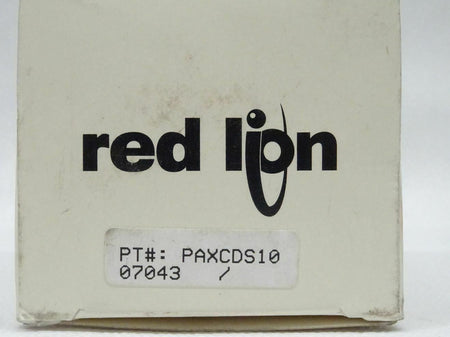 red lion
PT#: PAXCDS10
07043 /